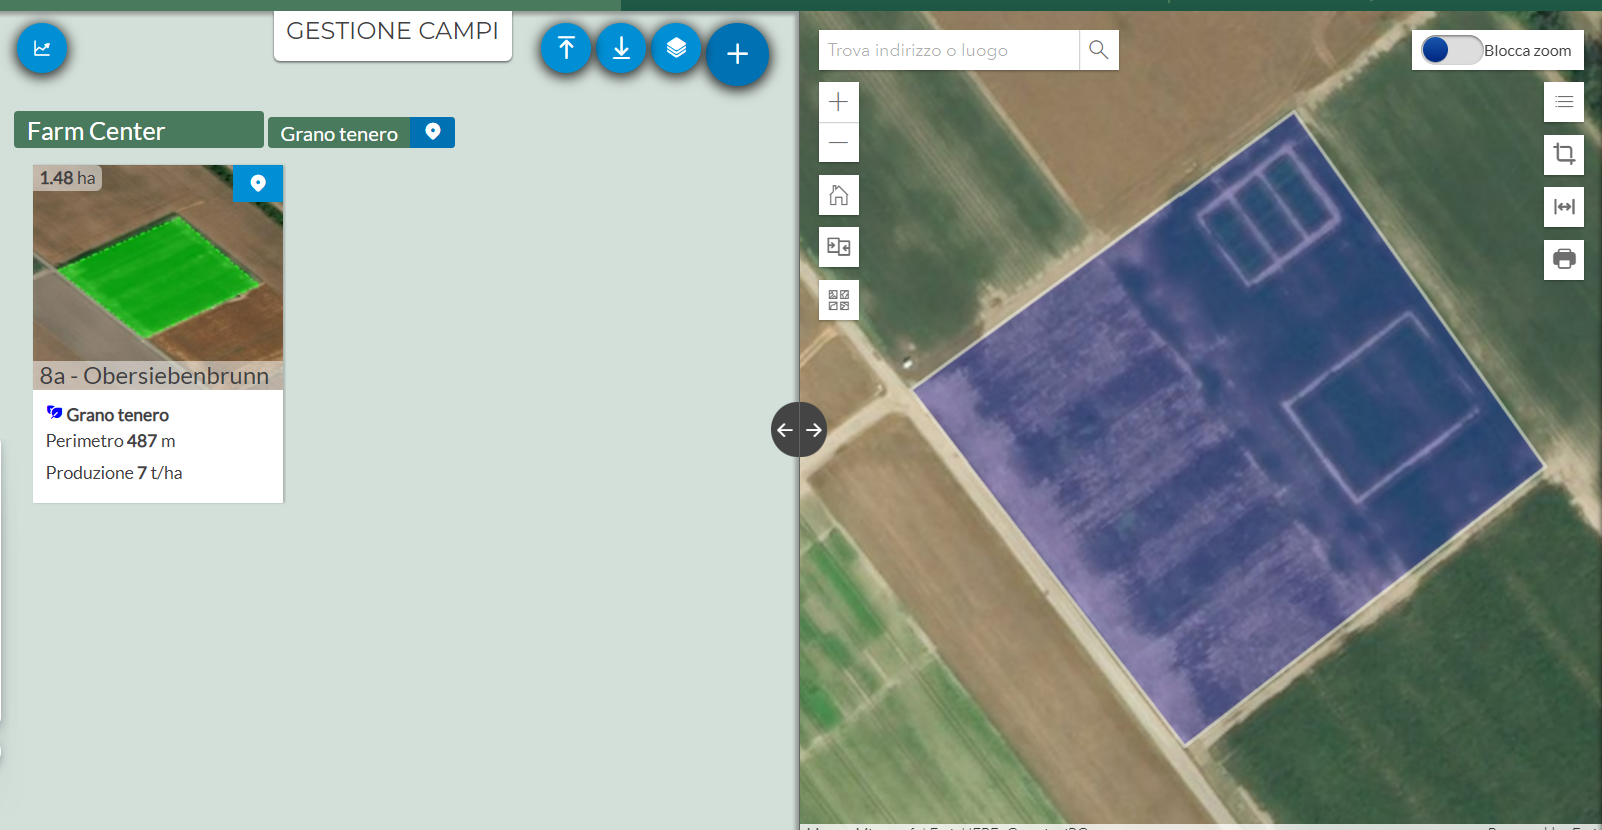 GESTIONE CAMPI
Trova indirizzo o luogo
Blocca zoom
Farm Center
Grano tenero
1.48 ha
8a - Obersiebenbrunn
Grano tenero
Perimetro 487 m
Produzione 7 t/ha